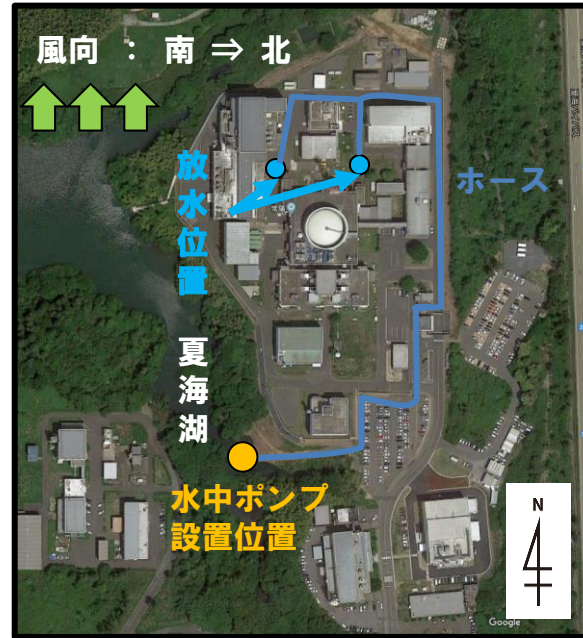 風向 : 南 ⇒ 北
放水位置
ホース
夏海湖
水中ポンプ
設置位置
N
Google